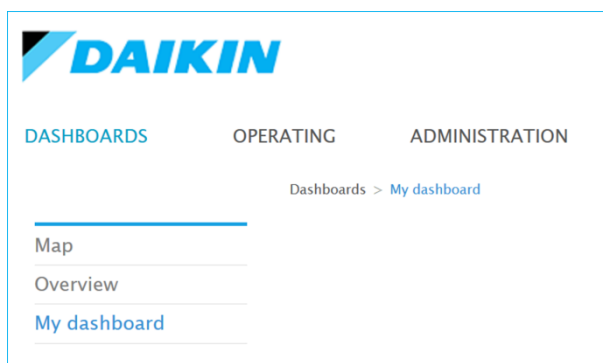 DAIKIN
DASHBOARDS OPERATING ADMINISTRATION
Dashboards > My dashboard
Map
Overview
My dashboard